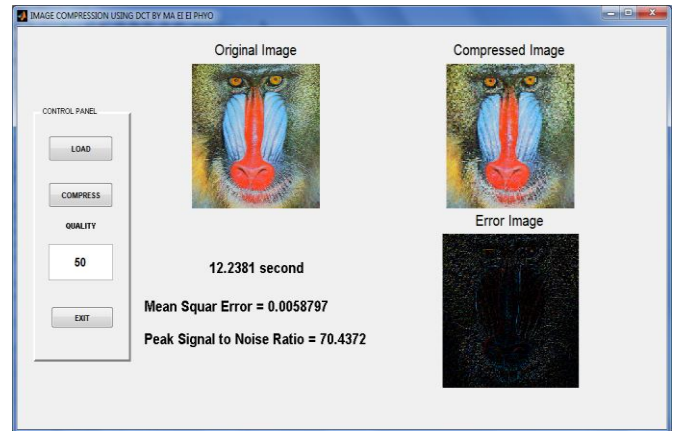 IMAGE COMPRESSION USING DCT BY MA EI EI PHYO
Original Image
Compressed Image
CONTROL PANEL
LOAD
COMPRESS
QUALITY
50
EXIT
Error Image
12.2381 second
Mean Squar Error = 0.0058797
Peak Signal to Noise Ratio = 70.4372